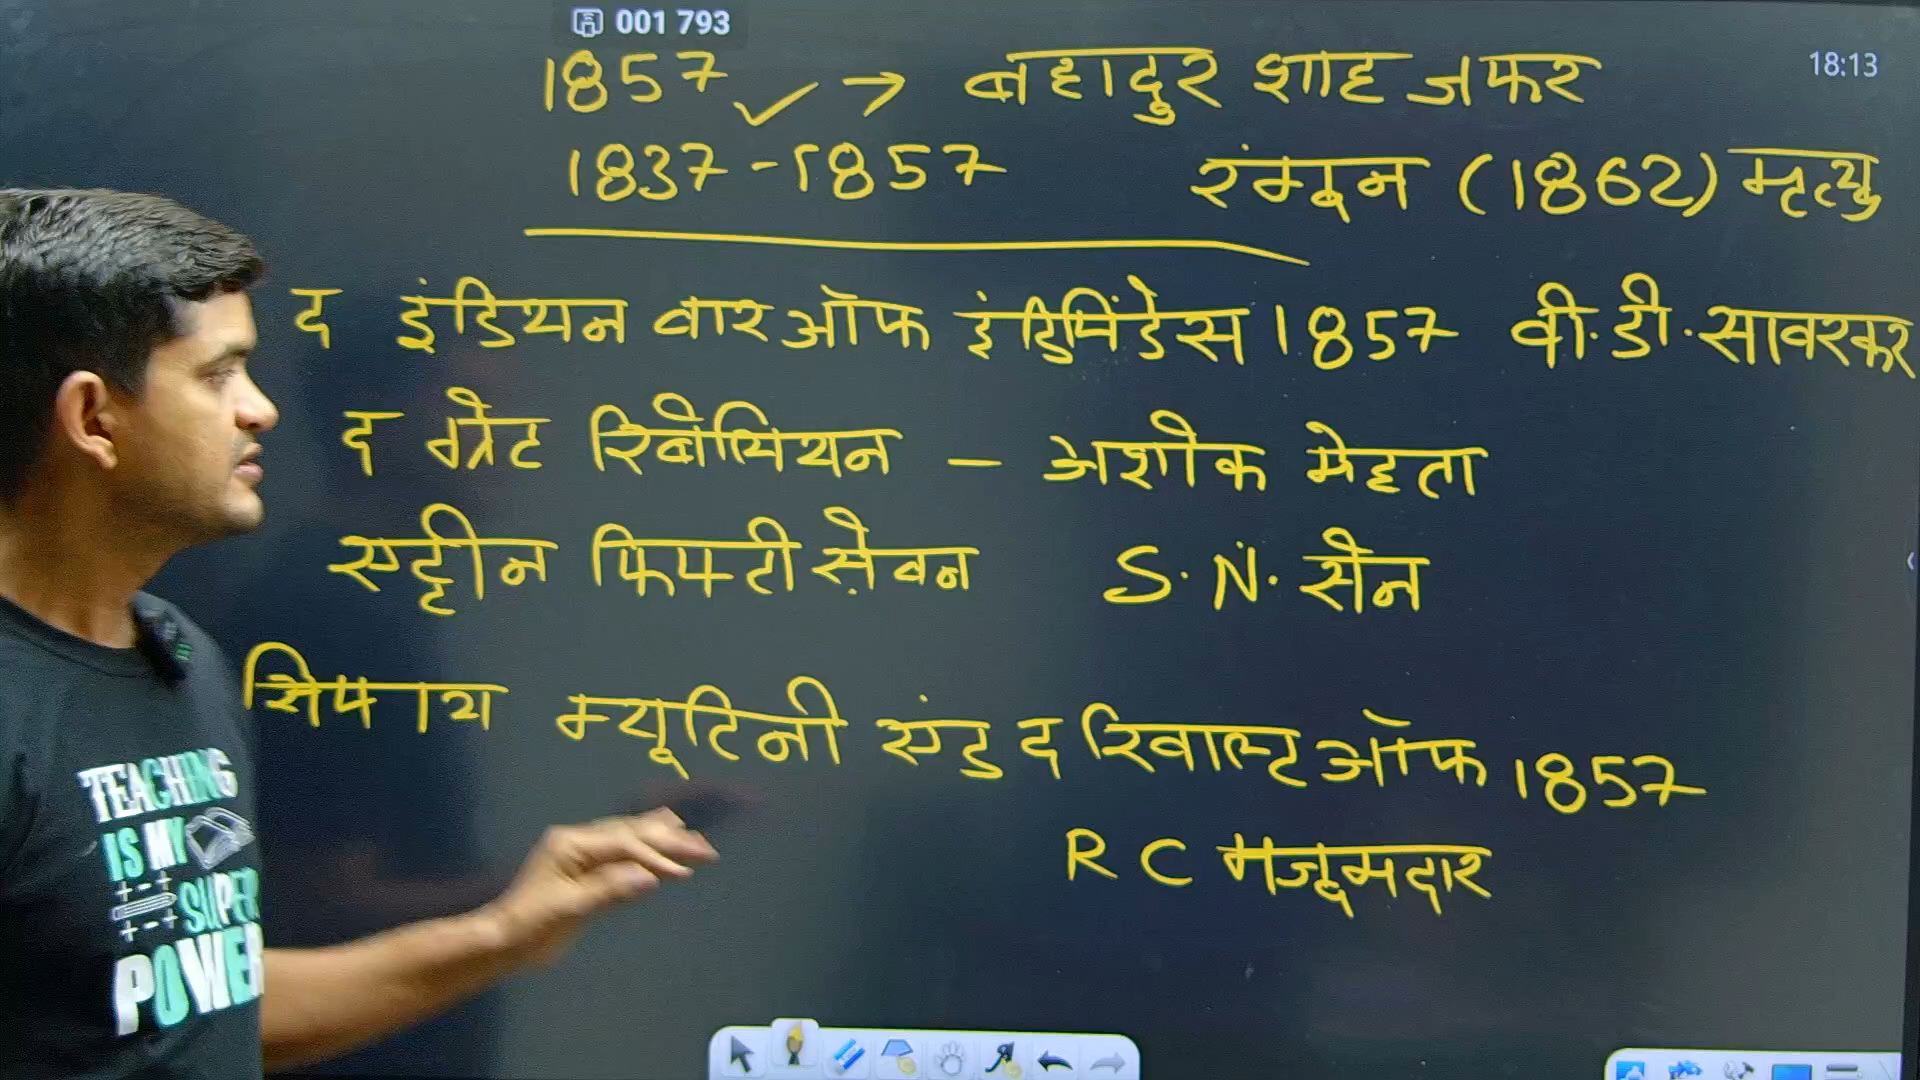 001 793
18:13
1857 ✓ → बहादुर शाह जफर
1837-1857 रंगून (1862) मृत्यु
द इंडियन वार ऑफ 1857 वी.डी.सावरकर
द ग्रेट रिबेलियन - अशोक मेहता
एट्टीन फिफ्टी सेवन S.N. सेन
सिपाय म्यूटिनी एंड द रिवाल्ट ऑफ 1857
R C मजूमदार
TEACHING
IS MY
SUPER
POWER